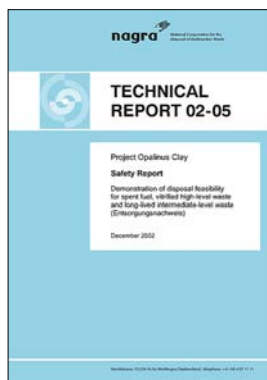 nagra
National Cooperative for the
Disposal of Radioactive Waste
TECHNICAL
REPORT 02-05
Project Opalinus Clay
Safety Report
Demonstration of disposal feasibility
for spent fuel, vitrified high-level waste
and long-lived intermediate-level waste
(Entsorgungsnachweis)
December 2002